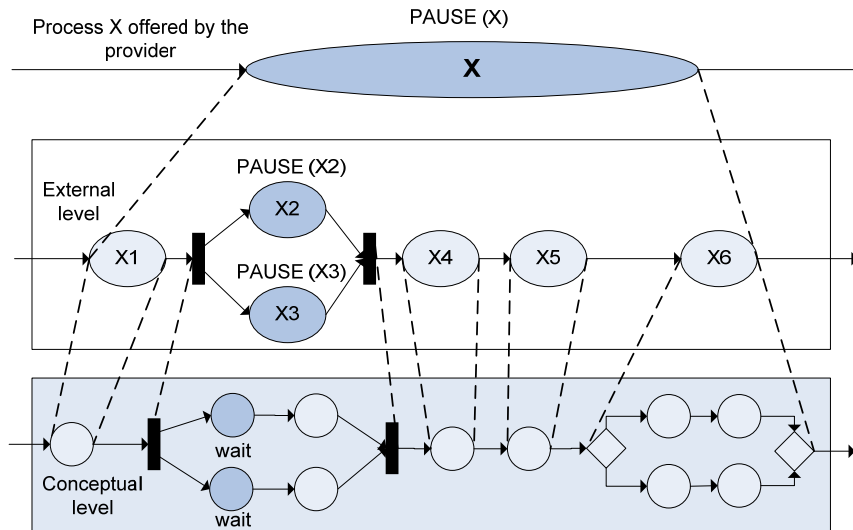 PAUSE (X)
Process X offered by the
provider
X
External
level
PAUSE (X2)
X2
X1
X4
X5
X6
PAUSE (X3)
X3
wait
Conceptual
level
wait